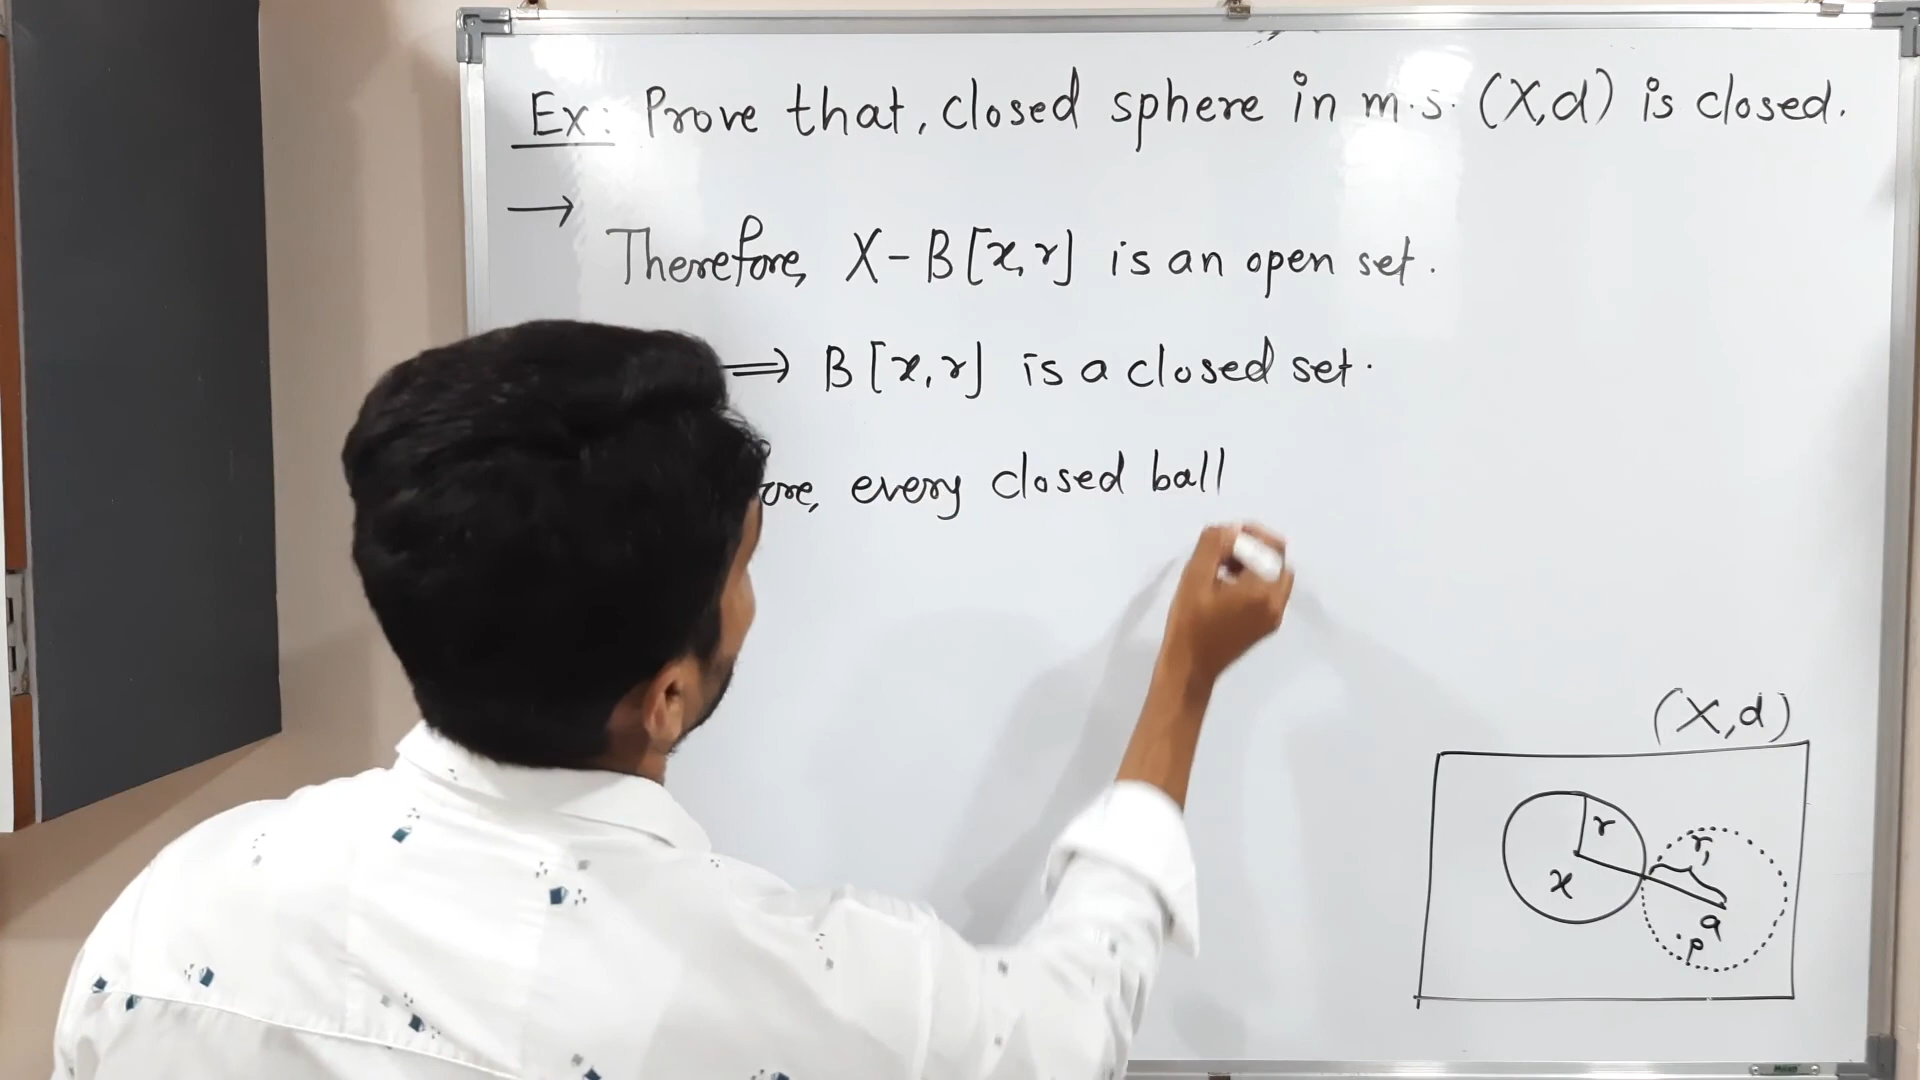 Ex: Prove that, closed sphere in m.s. (X,d) is closed.
→
Therefore, X - B[x,r] is an open set.
⟹ B[x,r] is a closed set.
ore, every closed ball
(X,d)
r
r₁
x
a
p